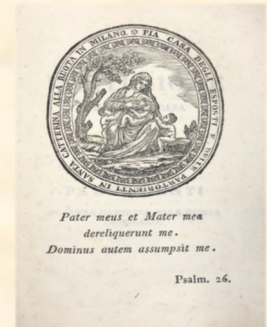 PIA CASA DEGLI ESPOSTI E DELLE PARTORIENTI IN SANTA CATTERINA ALLA RUOTA IN MILANO.
Pater meus et Mater mea
dereliquerunt me.
Dominus autem assumpsit me.
Psalm. 26.